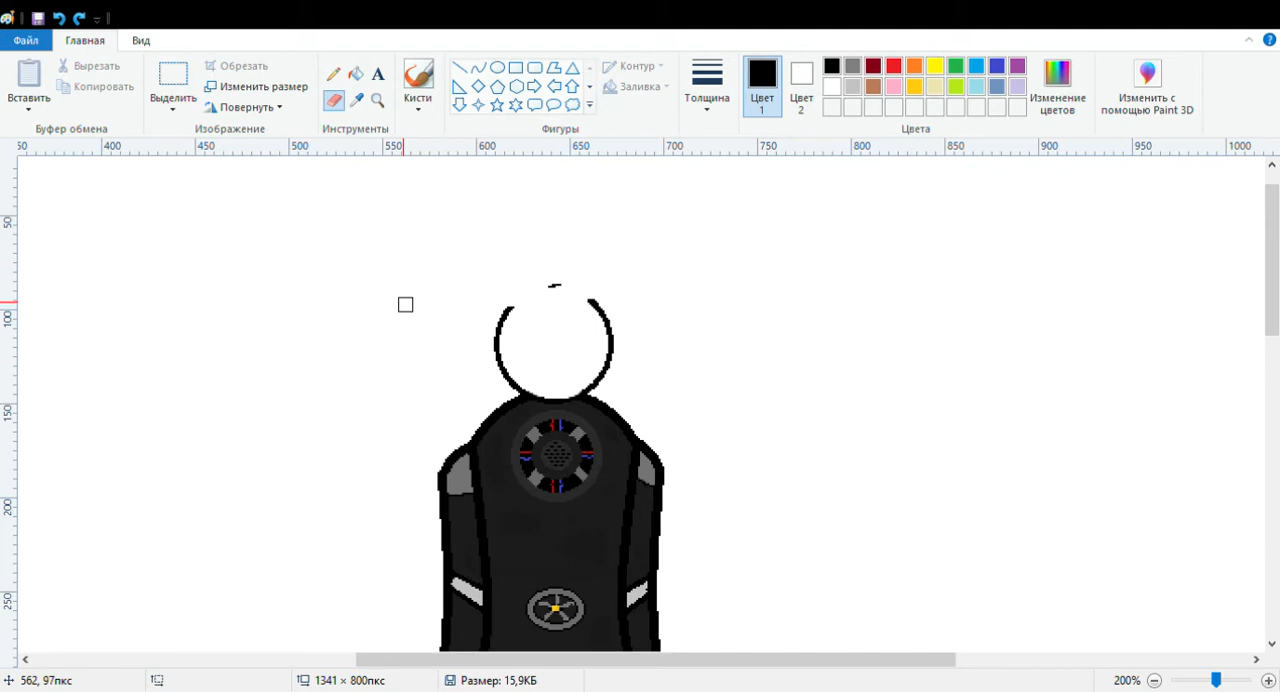 Файл Главная Вид
Вставить
Вырезать
Копировать
Буфер обмена
Выделить
Обрезать
Изменить размер
Повернуть
Изображение
A
Инструменты
Кисти
Контур
Заливка
Фигуры
Толщина
Цвет
1
Цвет
2
Изменение
цветов
Цвета
Изменить с
помощью Paint 3D
50 400 450 500 550 600 650 700 750 800 850 900 950 1000
50
100
150
200
250
562, 97пкс 1341 × 800пкс Размер: 15,9КБ 200%